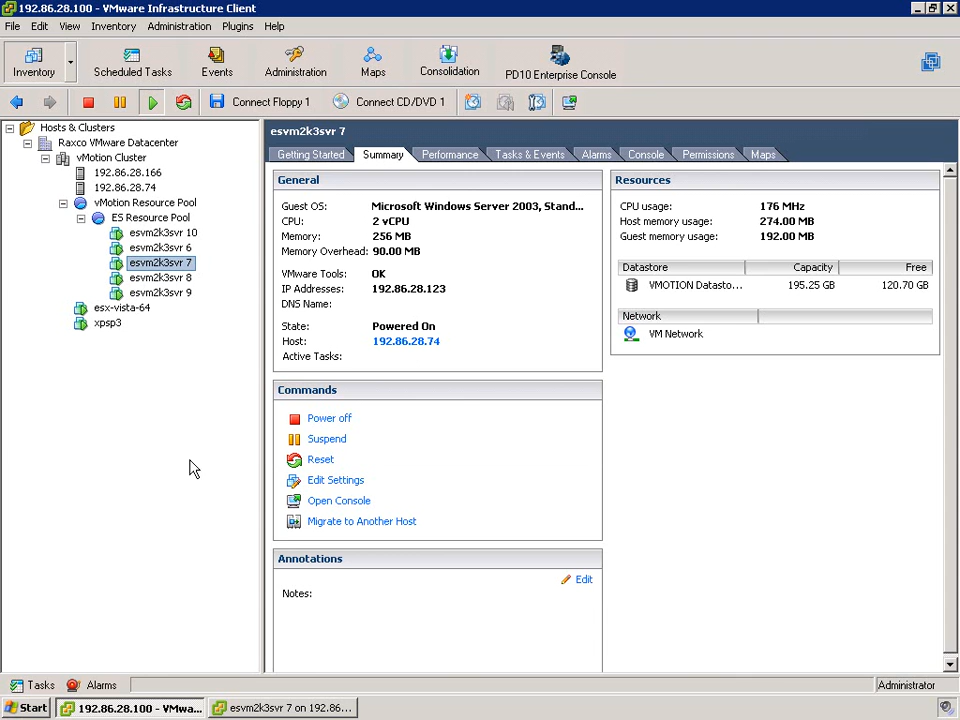 192.86.28.100 - VMware Infrastructure Client
File Edit View Inventory Administration Plugins Help
Inventory Scheduled Tasks Events Administration Maps Consolidation PD10 Enterprise Console
Connect Floppy 1 Connect CD/DVD 1
Hosts & Clusters
Raxco VMware Datacenter
vMotion Cluster
192.86.28.166
192.86.28.74
vMotion Resource Pool
ES Resource Pool
esvm2k3svr 10
esvm2k3svr 6
esvm2k3svr 7
esvm2k3svr 8
esvm2k3svr 9
esx-vista-64
xpsp3
esvm2k3svr 7
Getting Started Summary Performance Tasks & Events Alarms Console Permissions Maps
General
Guest OS: Microsoft Windows Server 2003, Stand...
CPU: 2 vCPU
Memory: 256 MB
Memory Overhead: 90.00 MB
VMware Tools: OK
IP Addresses: 192.86.28.123
DNS Name:
State: Powered On
Host: 192.86.28.74
Active Tasks:
Commands
Power off
Suspend
Reset
Edit Settings
Open Console
Migrate to Another Host
Annotations
Edit
Notes:
Resources
CPU usage: 176 MHz
Host memory usage: 274.00 MB
Guest memory usage: 192.00 MB
Datastore Capacity Free
VMOTION Datasto... 195.25 GB 120.70 GB
Network
VM Network
Tasks Alarms Administrator
Start 192.86.28.100 - VMwa... esvm2k3svr 7 on 192.86...